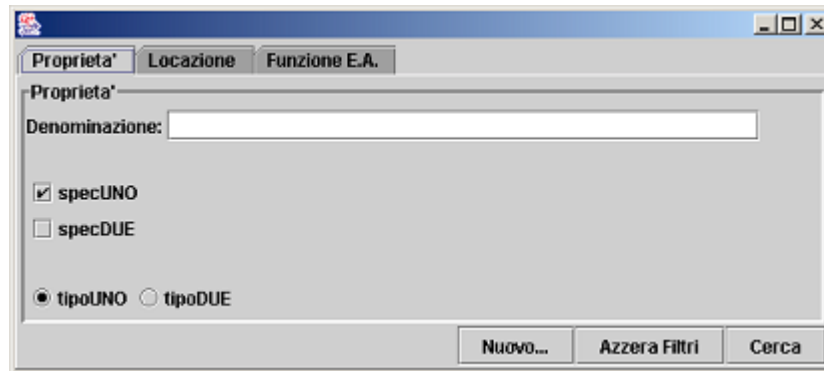 Proprieta' Locazione Funzione E.A.
Proprieta'
Denominazione:
specUNO
specDUE
tipoUNO tipoDUE
Nuovo... Azzera Filtri Cerca